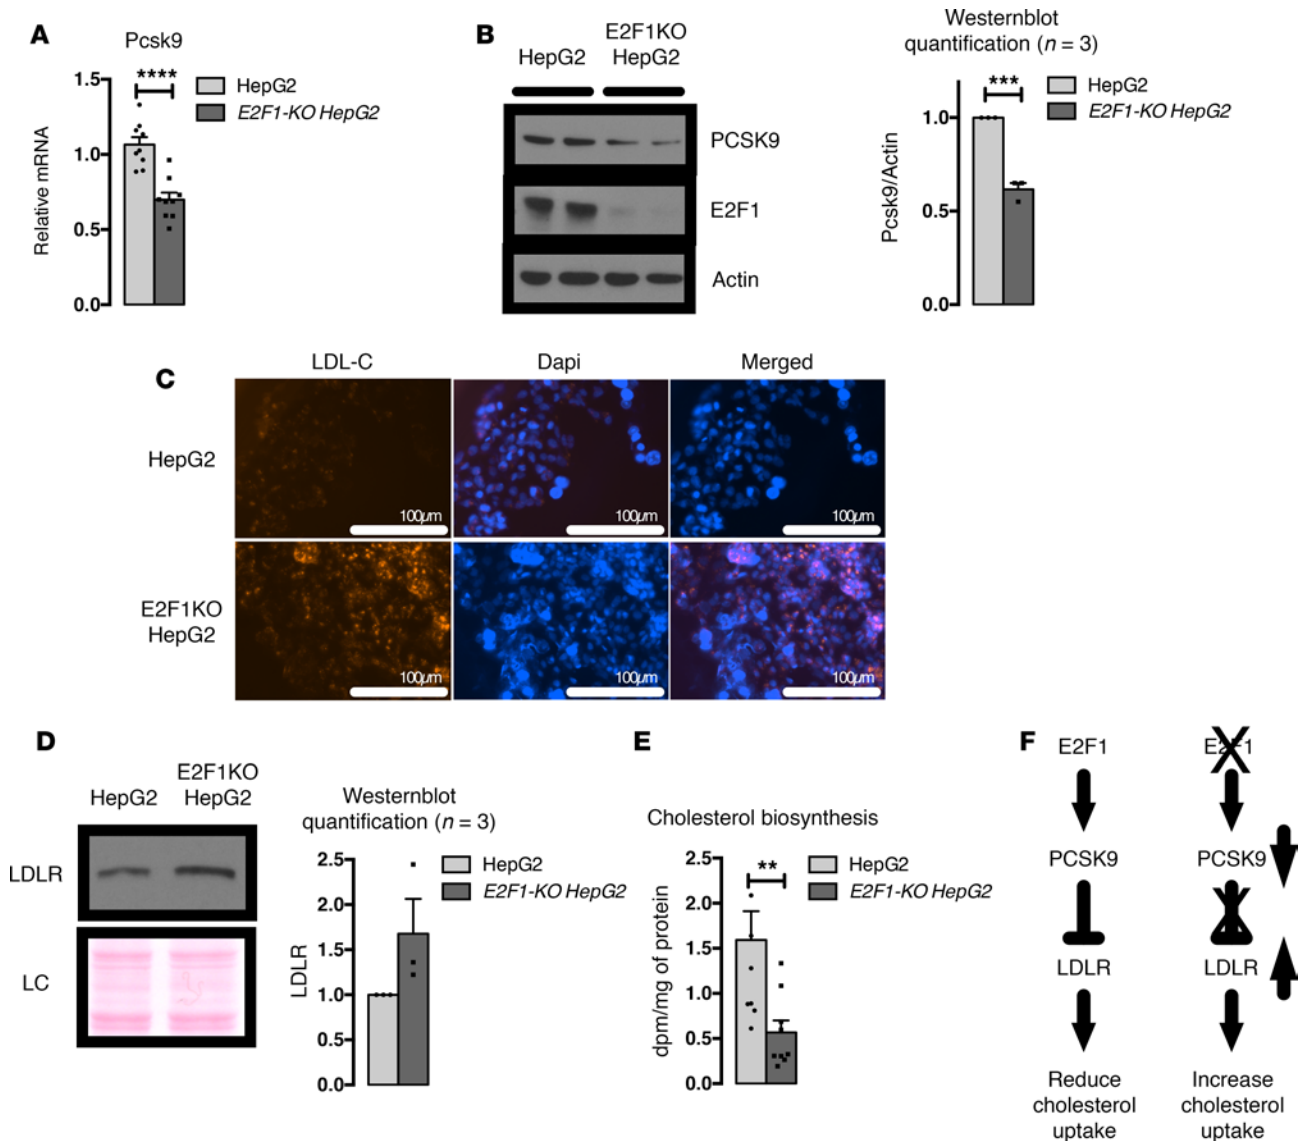 A
Pcsk9
1.5
1.0
0.5
0.0
Relative mRNA
****
HepG2
E2F1-KO HepG2
B
HepG2
E2F1KO
HepG2
PCSK9
E2F1
Actin
Westernblot
quantification (n = 3)
1.0
0.5
0.0
Pcsk9/Actin
***
HepG2
E2F1-KO HepG2
C
LDL-C
Dapi
Merged
HepG2
100µm
100µm
100µm
E2F1KO
HepG2
100µm
100µm
100µm
D
HepG2
E2F1KO
HepG2
LDLR
LC
Westernblot
quantification (n = 3)
2.5
2.0
1.5
1.0
0.5
0.0
LDLR
HepG2
E2F1-KO HepG2
E
Cholesterol biosynthesis
2.5
2.0
1.5
1.0
0.5
0.0
dpm/mg of protein
**
HepG2
E2F1-KO HepG2
F
E2F1
PCSK9
LDLR
Reduce
cholesterol
uptake
E2F1
PCSK9
LDLR
Increase
cholesterol
uptake